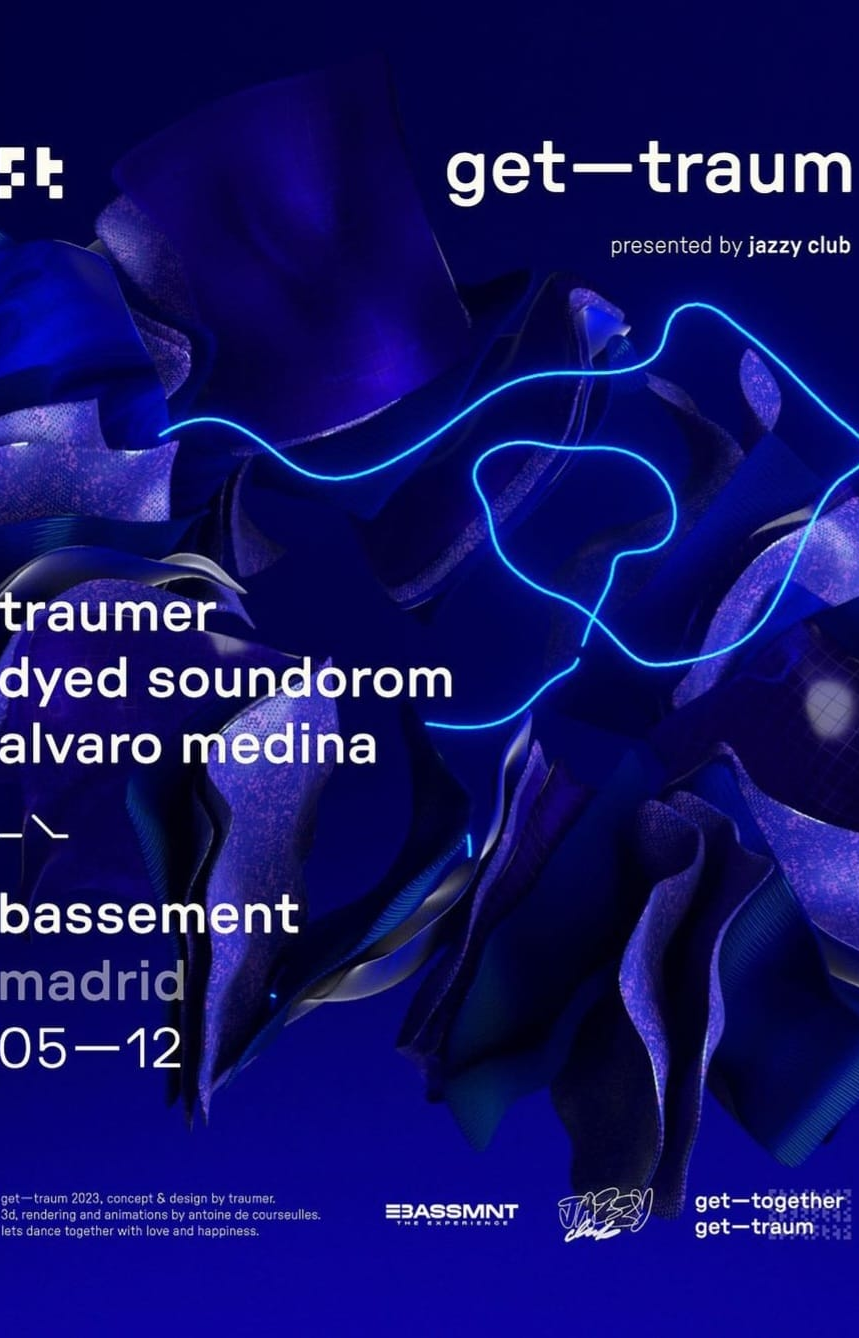 get—traum
presented by jazzy club
traumer
dyed soundorom
alvaro medina
bassement
madrid
05—12
get—traum 2023, concept & design by traumer.
3d, rendering and animations by antoine de courseulles.
lets dance together with love and happiness.
BASSMNT
THE EXPERIENCE
JAZZY
club
get—together
get—traum